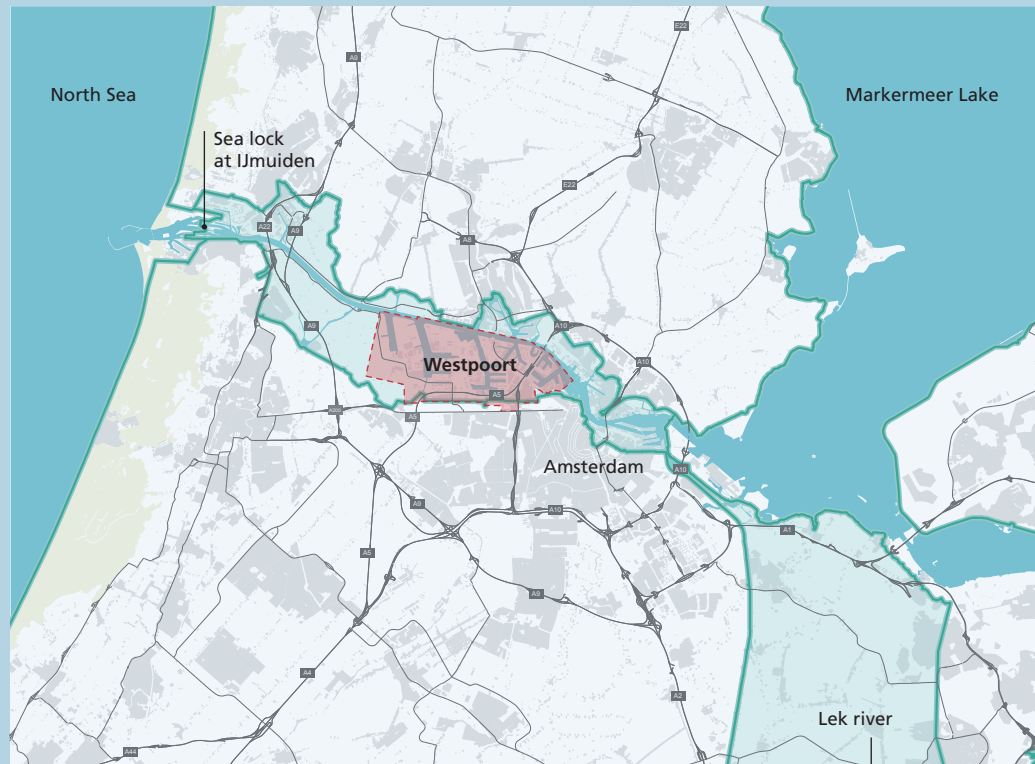 E22
A9
North Sea
Markermeer Lake
Sea lock
at IJmuiden
E22
A22
A9
A8
A9
A10
A10
Westpoort
A5
A5
Amsterdam
A10
A9
A10
A1
A5
A9
A4
A2
Lek river
A44